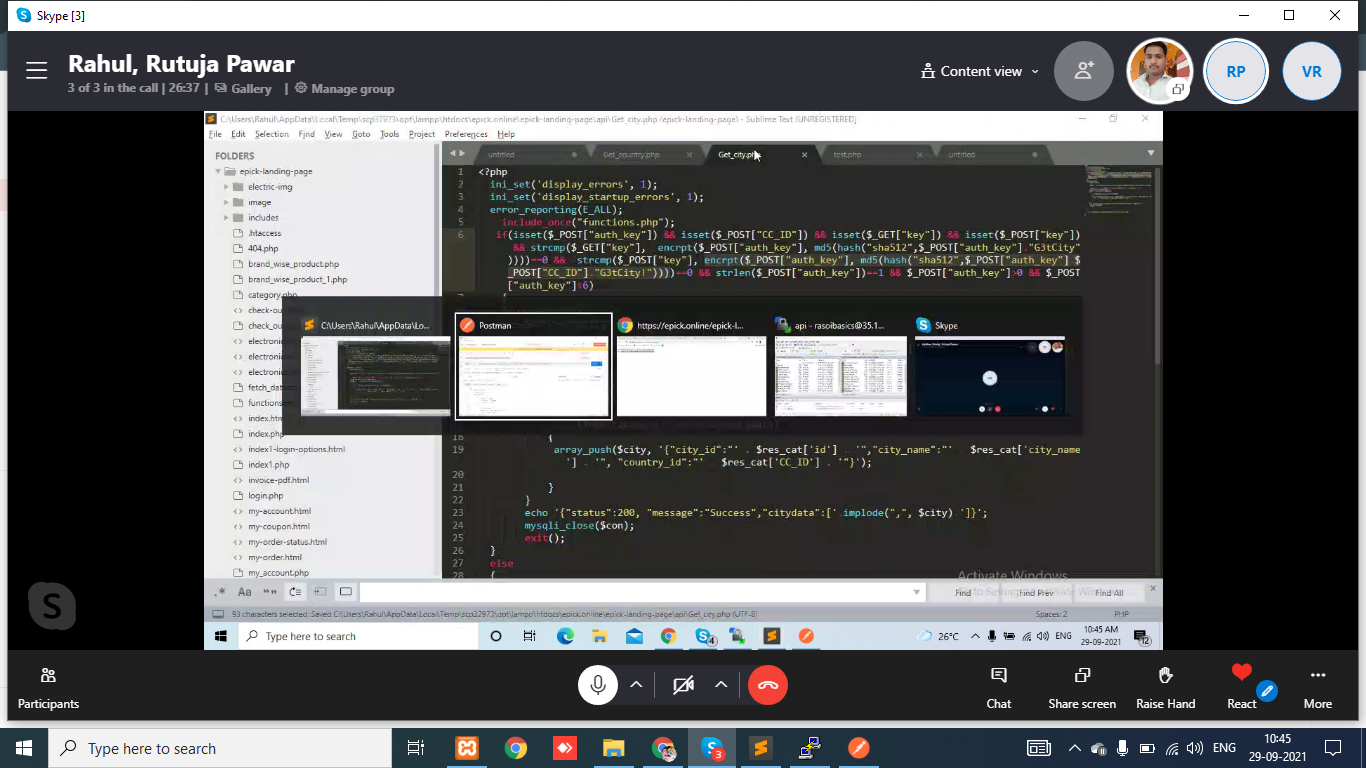 Skype [3]
Rahul, Rutuja Pawar
3 of 3 in the call | 26:37 | Gallery | Manage group
Content view
RP
VR
C:\Users\Rahul\AppData\Local\Temp\scp37973\opt\lampp\htdocs\epick.online\epick-landing-page\api\Get_city.php (epick-landing-page) - Sublime Text (UNREGISTERED)
File Edit Selection Find View Goto Tools Project Preferences Help
FOLDERS
epick-landing-page
electric-img
image
includes
.htaccess
404.php
brand_wise_product.php
brand_wise_product_1.php
category.php
check-ou
check_ou
electroni
electroni
electroni
fetch_dat
function
index.htm
index.php
index1-login-options.html
index1.php
invoice-pdf.html
login.php
my-account.html
my-coupon.html
my-order-status.html
my-order.html
my_account.php
untitled
Get_country.php
Get_city.php
test.php
untitled
1 <?php
2 ini_set('display_errors', 1);
3 ini_set('display_startup_errors', 1);
4 error_reporting(E_ALL);
5 include_once("functions.php");
6 if(isset($_POST["auth_key"]) && isset($_POST["CC_ID"]) && isset($_GET["key"]) && isset($_POST["key"])
&& strcmp($_GET["key"], encrpt($_POST["auth_key"], md5(hash("sha512",$_POST["auth_key"]."G3tCity"
))))==0 && strcmp($_POST["key"], encrpt($_POST["auth_key"], md5(hash("sha512",$_POST["auth_key"].$
_POST["CC_ID"]."G3tCity!"))))==0 && strlen($_POST["auth_key"])==1 && $_POST["auth_key"]>0 && $_POST
["auth_key"]<6)
C:\Users\Rahul\AppData\Lo...
Postman
https://epick.online/epick-l...
api - rasoibasics@35.1...
Skype
18 {
19 array_push($city, '{"city_id":"' . $res_cat['id'] . '","city_name":"' . $res_cat['city_name
'] . '", "country_id":"' $res_cat['CC_ID'] . '"}');
20
21 }
22 }
23 echo '{"status":200, "message":"Success","citydata":[' implode(",", $city) ']}';
24 mysqli_close($con);
25 exit();
26 }
27 else
28 {
Activate Windows
Find
Find Prev
Find All
93 characters selected; Saved C:\Users\Rahul\AppData\Local\Temp\scp37973\opt\lampp\htdocs\epick.online\epick-landing-page\api\Get_city.php (UTF-8)
Spaces: 2
PHP
Type here to search
4
26°C
ENG
10:45 AM
29-09-2021
12
Participants
Chat
Share screen
Raise Hand
React
More
Type here to search
3
ENG
10:45
29-09-2021